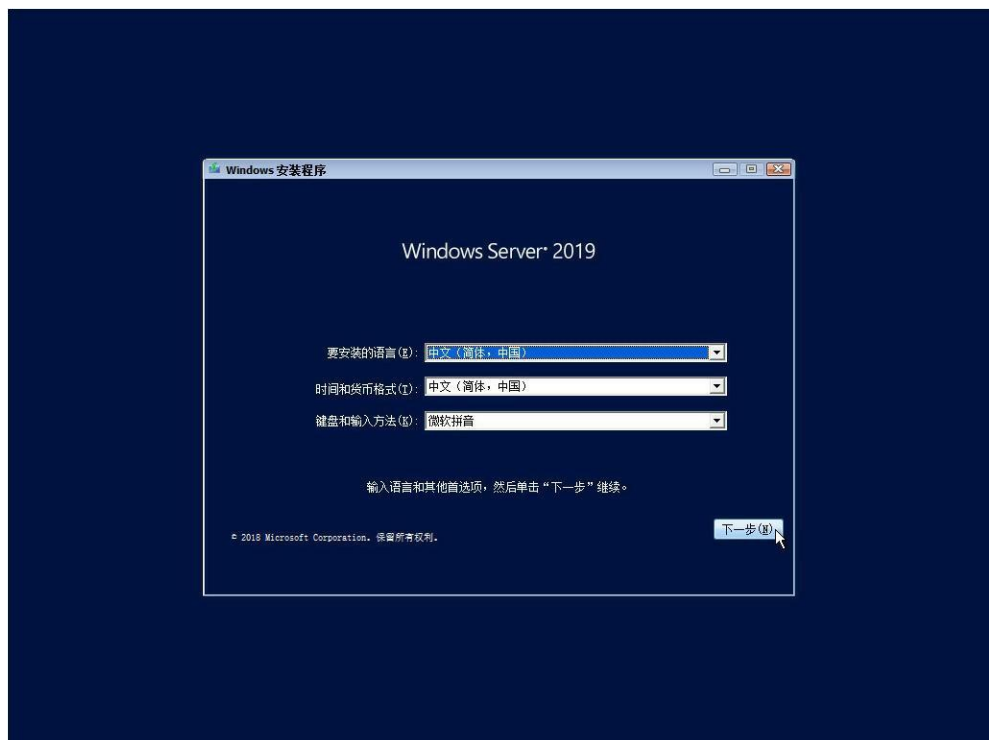 Windows 安装程序
Windows Server® 2019
要安装的语言(E): 中文（简体，中国）
时间和货币格式(T): 中文（简体，中国）
键盘和输入方法(K): 微软拼音
输入语言和其他首选项，然后单击“下一步”继续。
© 2018 Microsoft Corporation。保留所有权利。
下一步(N)